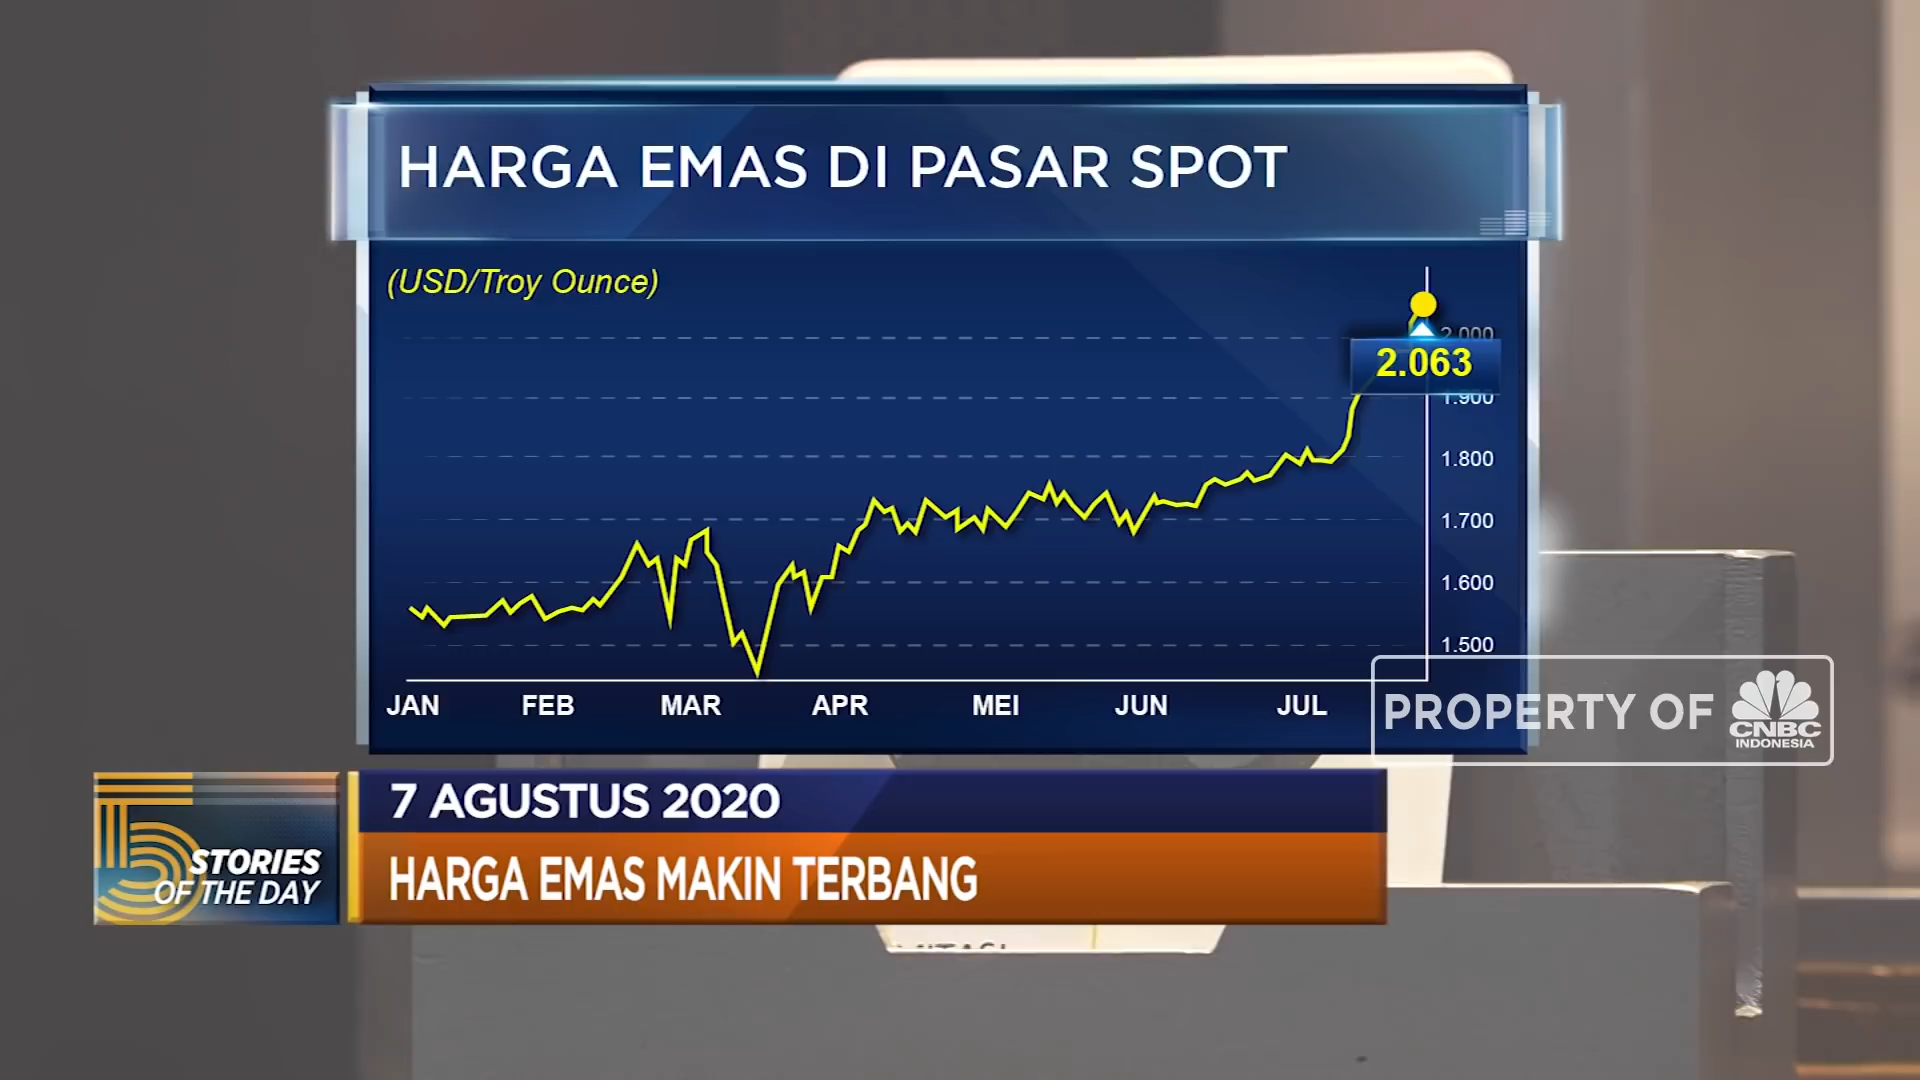 HARGA EMAS DI PASAR SPOT
(USD/Troy Ounce)
2.000
2.063
1.900
1.800
1.700
1.600
1.500
JAN FEB MAR APR MEI JUN JUL
PROPERTY OF CNBC INDONESIA
7 AGUSTUS 2020
5 STORIES
OF THE DAY
HARGA EMAS MAKIN TERBANG